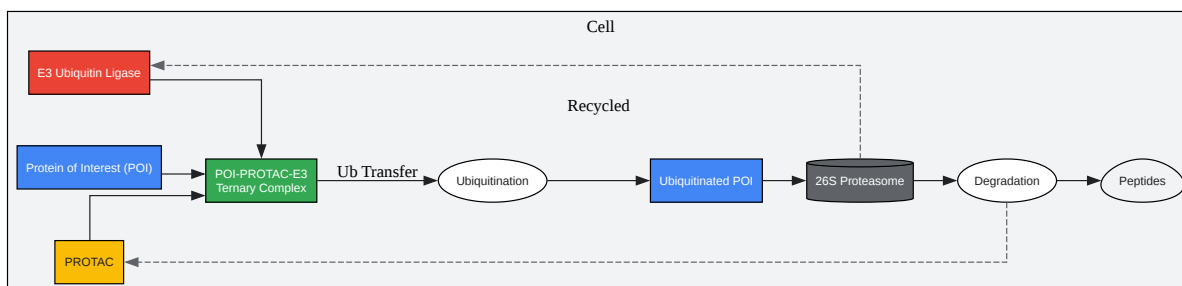 Cell
E3 Ubiquitin Ligase
Recycled
Protein of Interest (POI)
POI-PROTAC-E3
Ternary Complex
Ub Transfer
Ubiquitination
Ubiquitinated POI
26S Proteasome
Degradation
Peptides
PROTAC